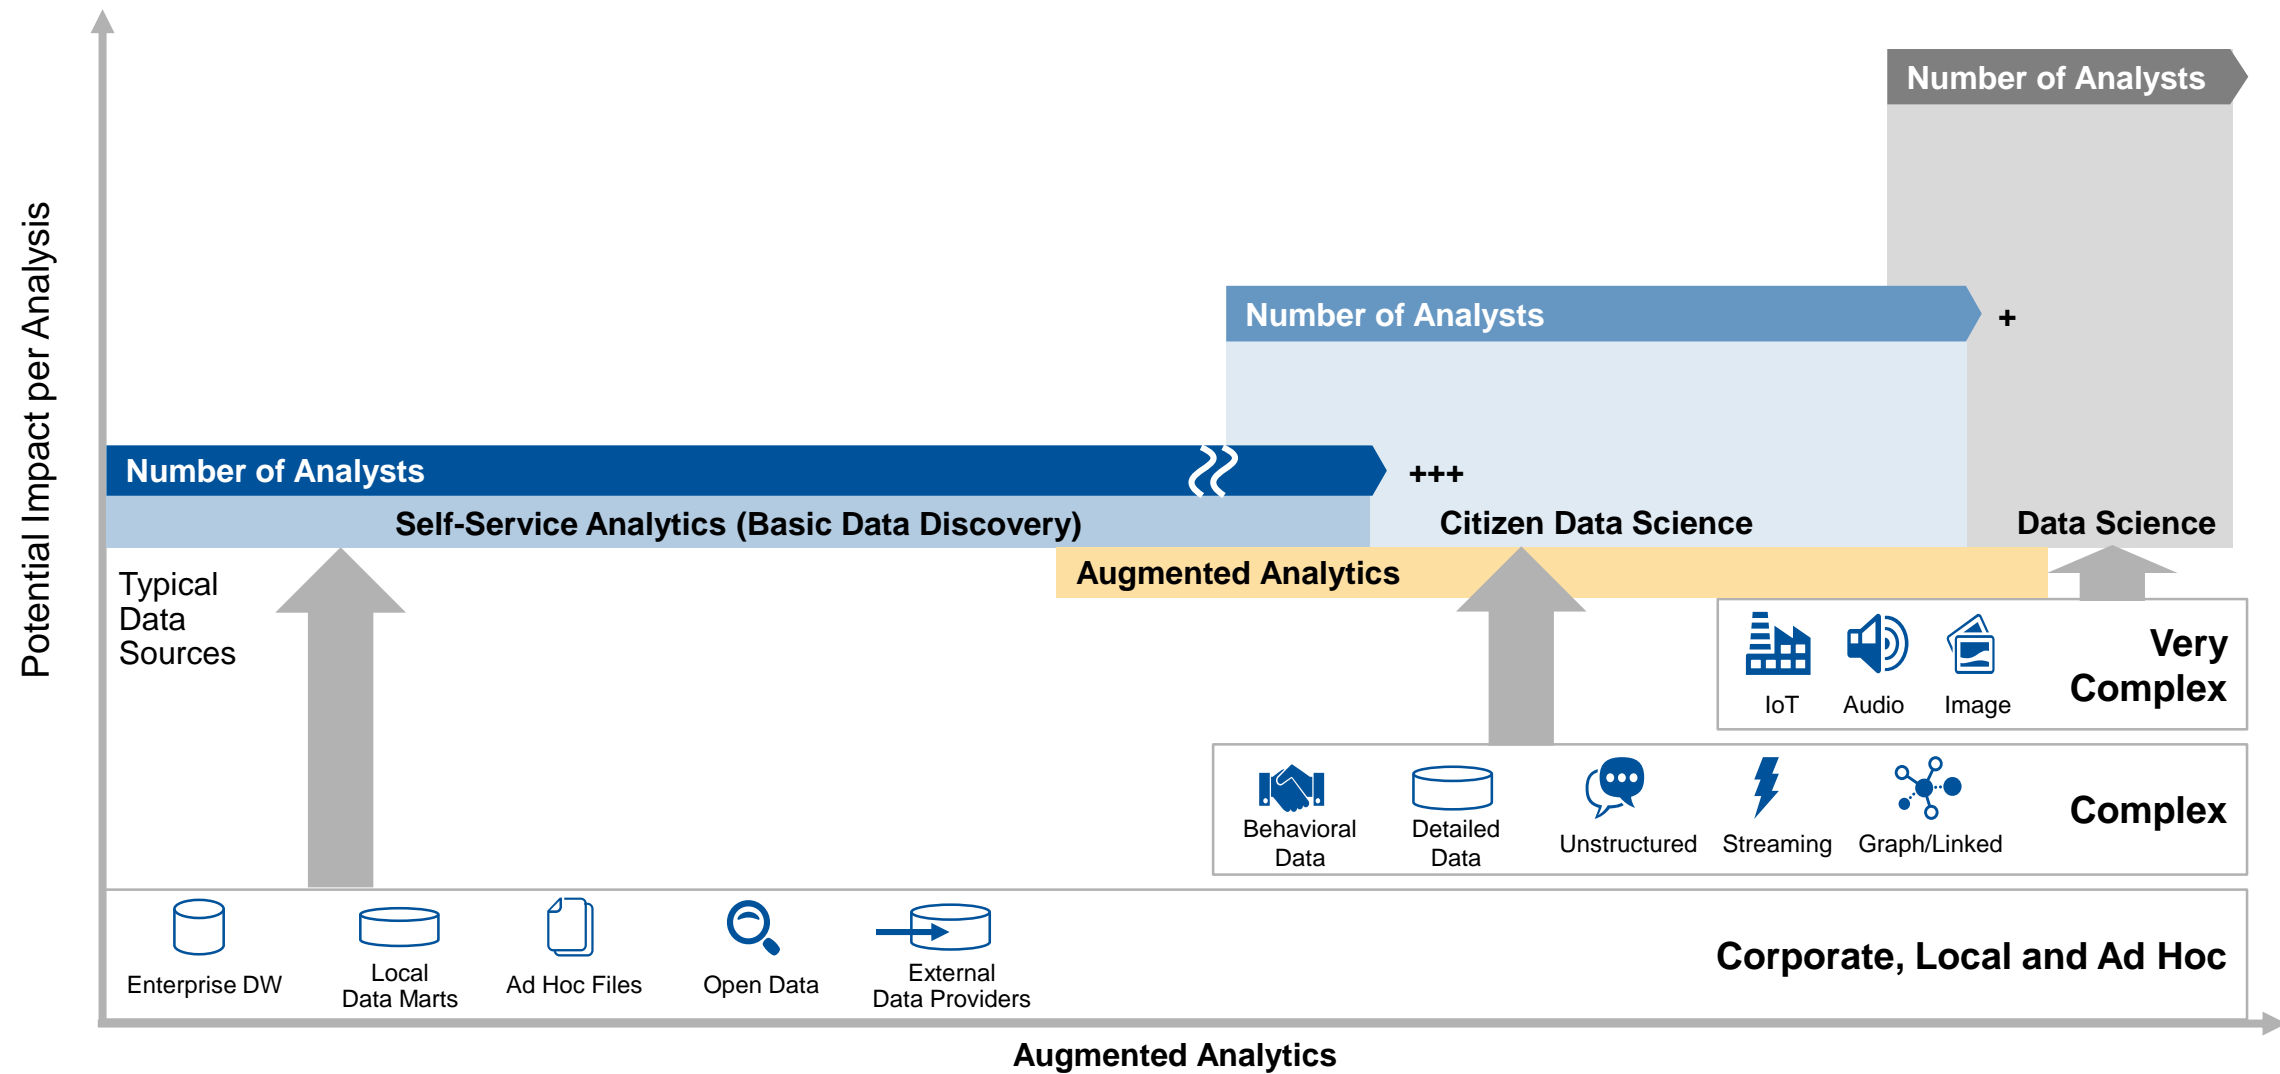 Potential Impact per Analysis
Number of Analysts
Number of Analysts
+
Number of Analysts
+++
Self-Service Analytics (Basic Data Discovery)
Citizen Data Science
Data Science
Augmented Analytics
Typical
Data
Sources
IoT
Audio
Image
Very
Complex
Behavioral
Data
Detailed
Data
Unstructured
Streaming
Graph/Linked
Complex
Enterprise DW
Local
Data Marts
Ad Hoc Files
Open Data
External
Data Providers
Corporate, Local and Ad Hoc
Augmented Analytics